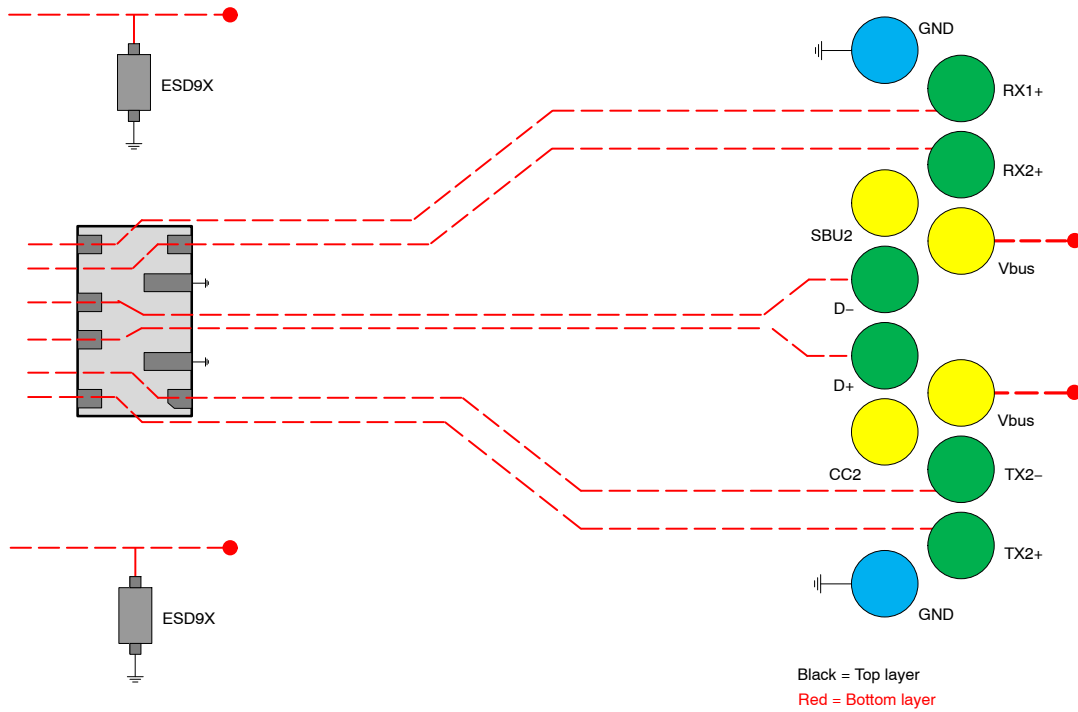 GND
ESD9X
RX1+
RX2+
SBU2
Vbus
D−
D+
Vbus
CC2
TX2−
TX2+
ESD9X
GND
Black = Top layer
Red = Bottom layer